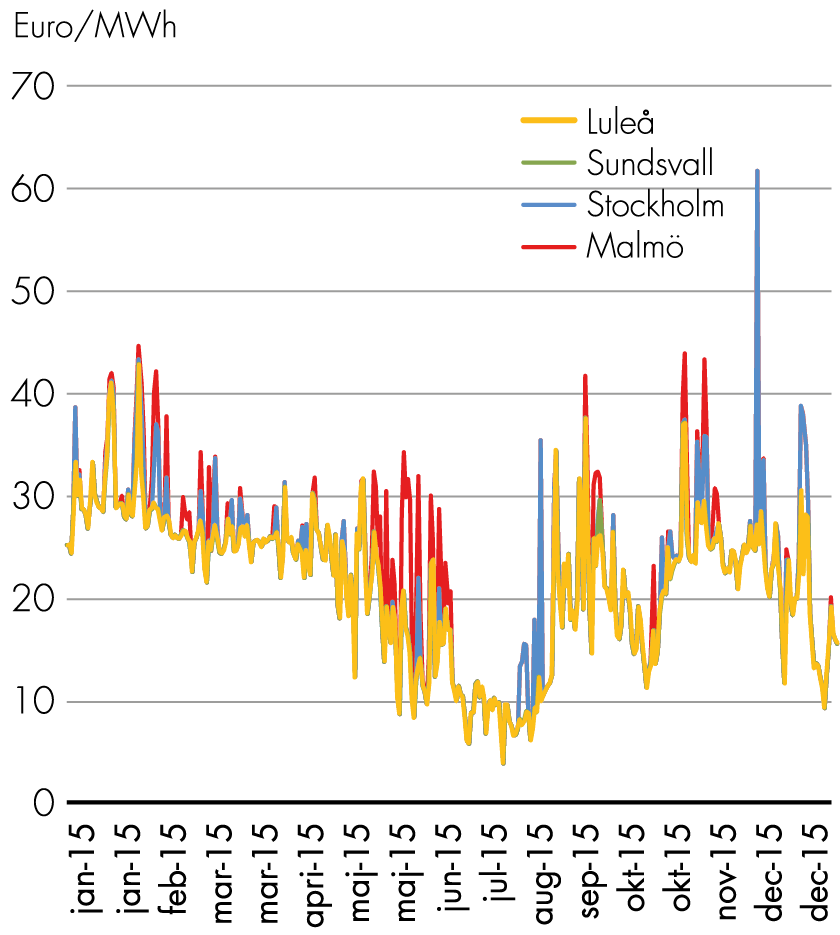 Euro/MWh
70
60
50
40
30
20
10
0
Luleå
Sundsvall
Stockholm
Malmö
jan-15
jan-15
feb-15
mar-15
mar-15
apri-15
maj-15
maj-15
jun-15
jul-15
aug-15
sep-15
okt-15
okt-15
nov-15
dec-15
dec-15